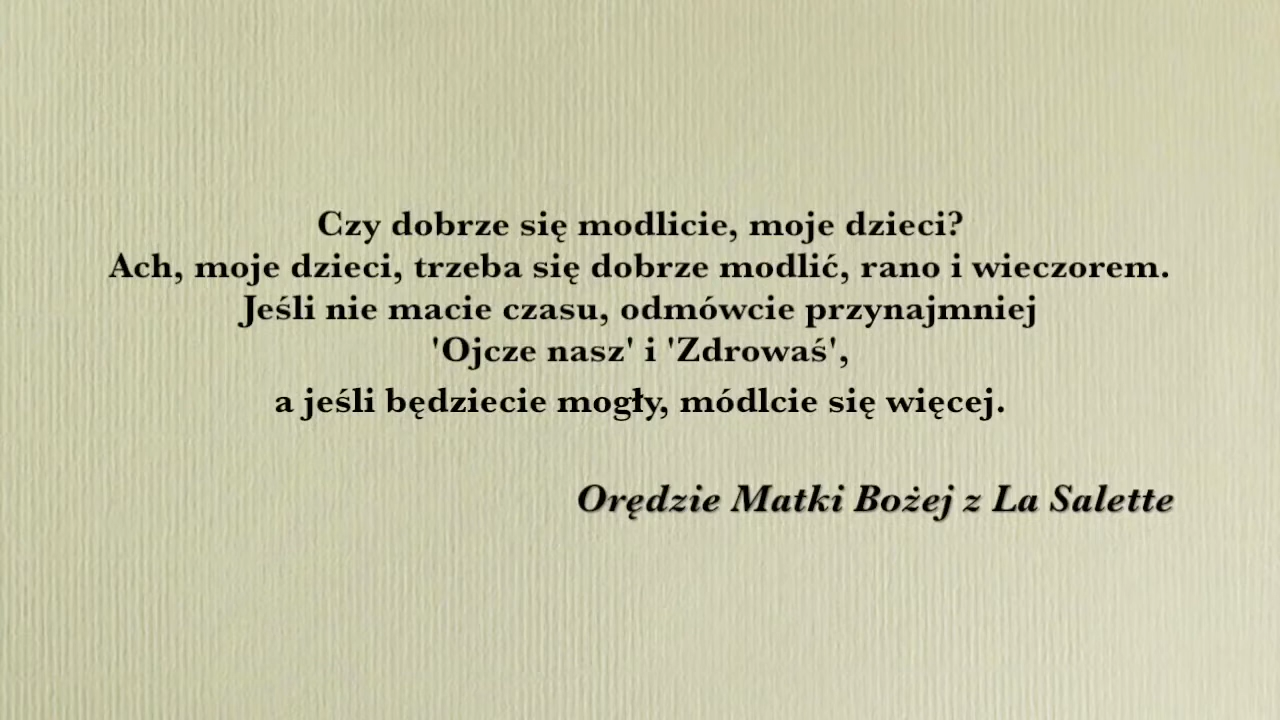 Czy dobrze się modlicie, moje dzieci?
Ach, moje dzieci, trzeba się dobrze modlić, rano i wieczorem.
Jeśli nie macie czasu, odmówcie przynajmniej
'Ojcze nasz' i 'Zdrowaś',
a jeśli będziecie mogły, módlcie się więcej.
Orędzie Matki Bożej z La Salette